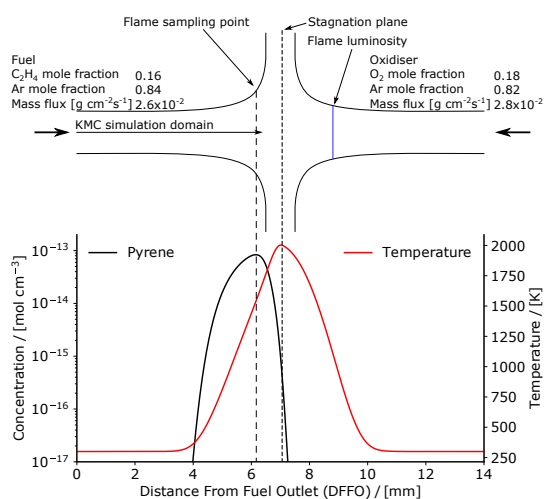 Flame sampling point
Stagnation plane
Flame luminosity
Fuel
C₂H₄ mole fraction 0.16
Ar mole fraction 0.84
Mass flux [g cm⁻²s⁻¹] 2.6x10⁻²
Oxidiser
O₂ mole fraction 0.18
Ar mole fraction 0.82
Mass flux [g cm⁻²s⁻¹] 2.8x10⁻²
KMC simulation domain
Pyrene
Temperature
Concentration / [mol cm⁻³]
10⁻¹³
10⁻¹⁴
10⁻¹⁵
10⁻¹⁶
10⁻¹⁷
2000
1750
1500
1250
1000
750
500
250
Temperature / [K]
0 2 4 6 8 10 12 14
Distance From Fuel Outlet (DFFO) / [mm]